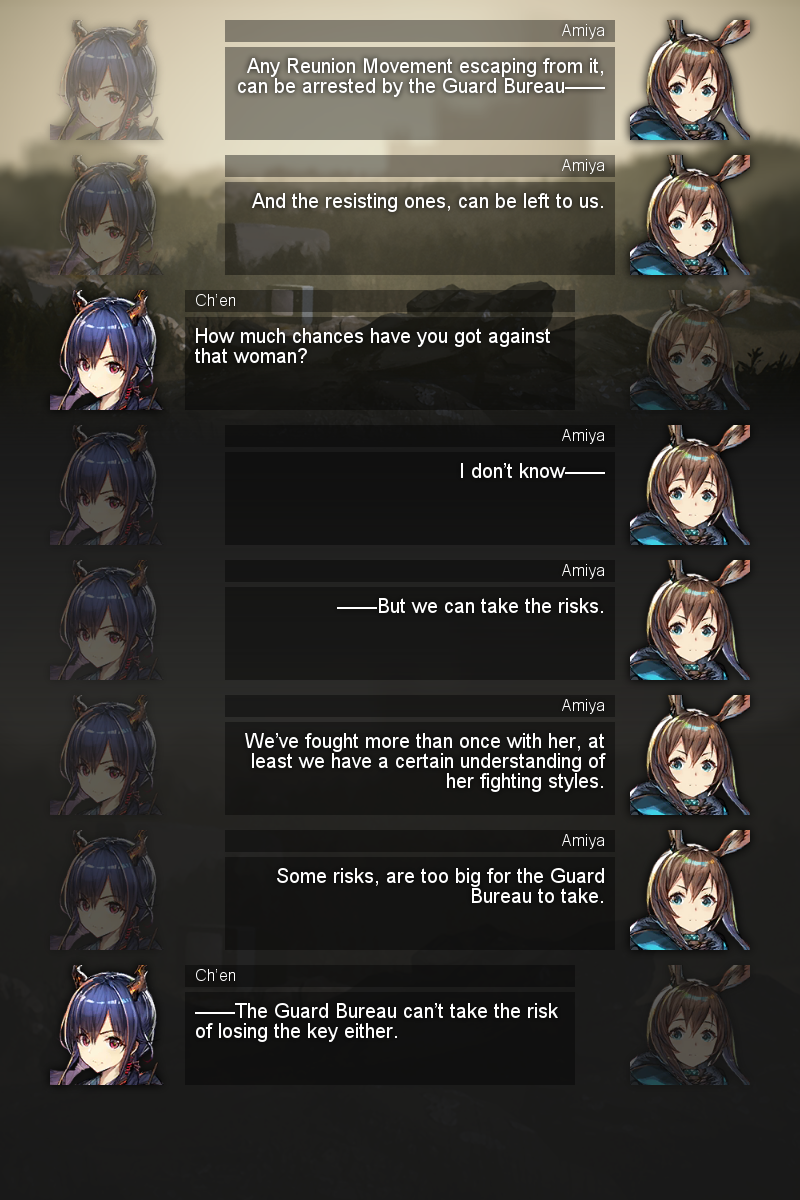 Amiya
Any Reunion Movement escaping from it,
can be arrested by the Guard Bureau——
Amiya
And the resisting ones, can be left to us.
Ch'en
How much chances have you got against
that woman?
Amiya
I don't know——
Amiya
——But we can take the risks.
Amiya
We've fought more than once with her, at
least we have a certain understanding of
her fighting styles.
Amiya
Some risks, are too big for the Guard
Bureau to take.
Ch'en
——The Guard Bureau can't take the risk
of losing the key either.